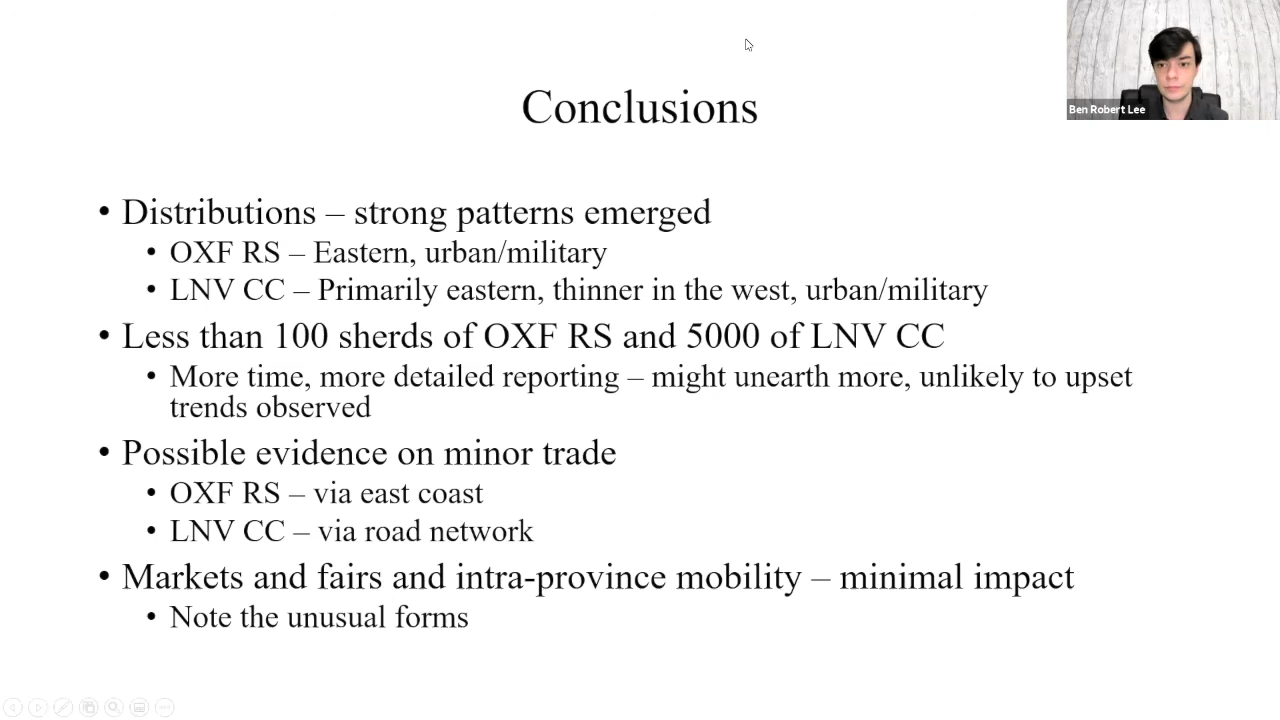 Ben Robert Lee
Conclusions
• Distributions – strong patterns emerged
• OXF RS – Eastern, urban/military
• LNV CC – Primarily eastern, thinner in the west, urban/military
• Less than 100 sherds of OXF RS and 5000 of LNV CC
• More time, more detailed reporting – might unearth more, unlikely to upset
trends observed
• Possible evidence on minor trade
• OXF RS – via east coast
• LNV CC – via road network
• Markets and fairs and intra-province mobility – minimal impact
• Note the unusual forms